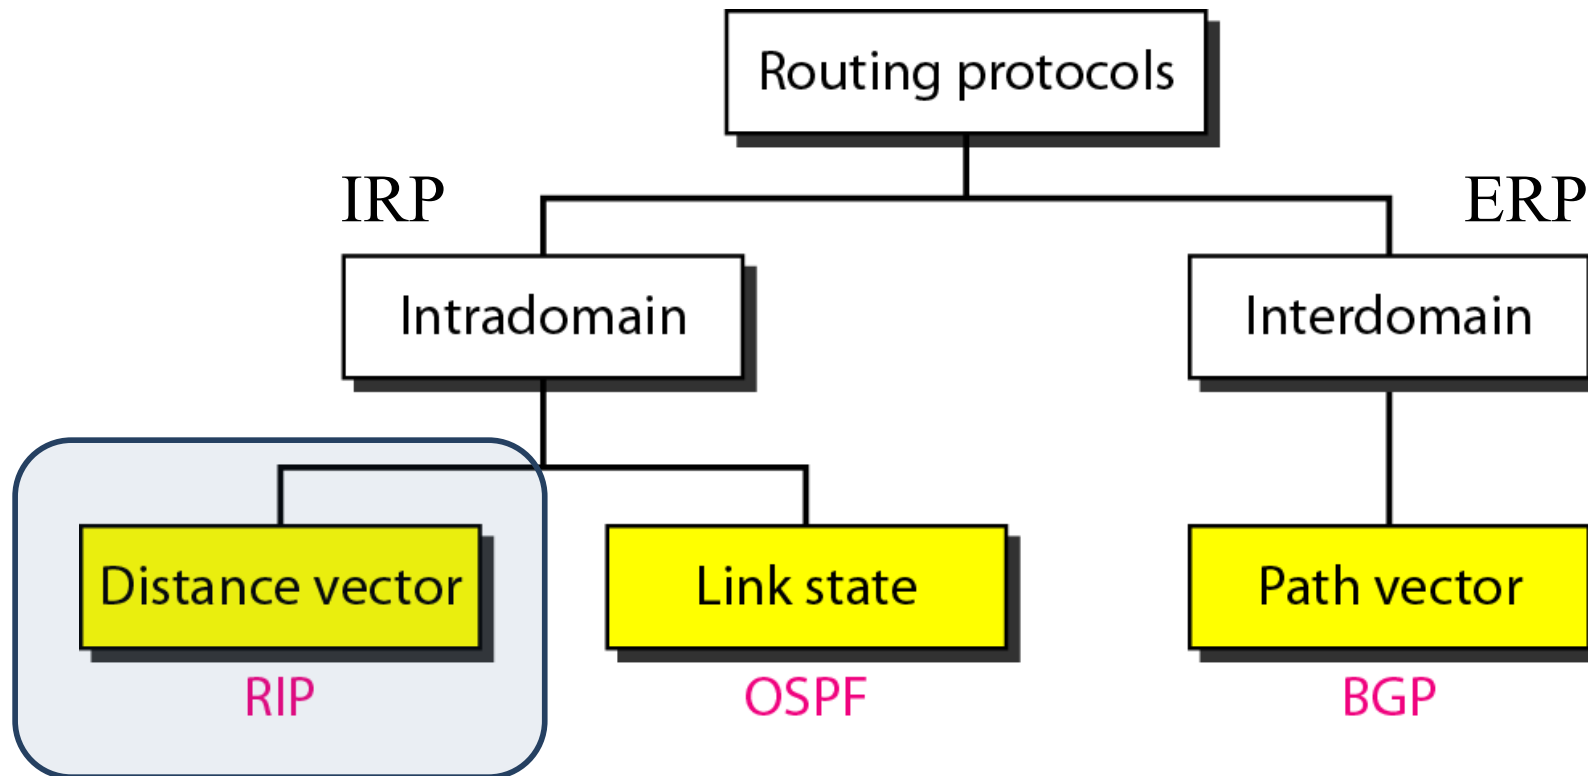 Routing protocols
IRP
ERP
Intradomain
Interdomain
Distance vector
Link state
Path vector
RIP
OSPF
BGP